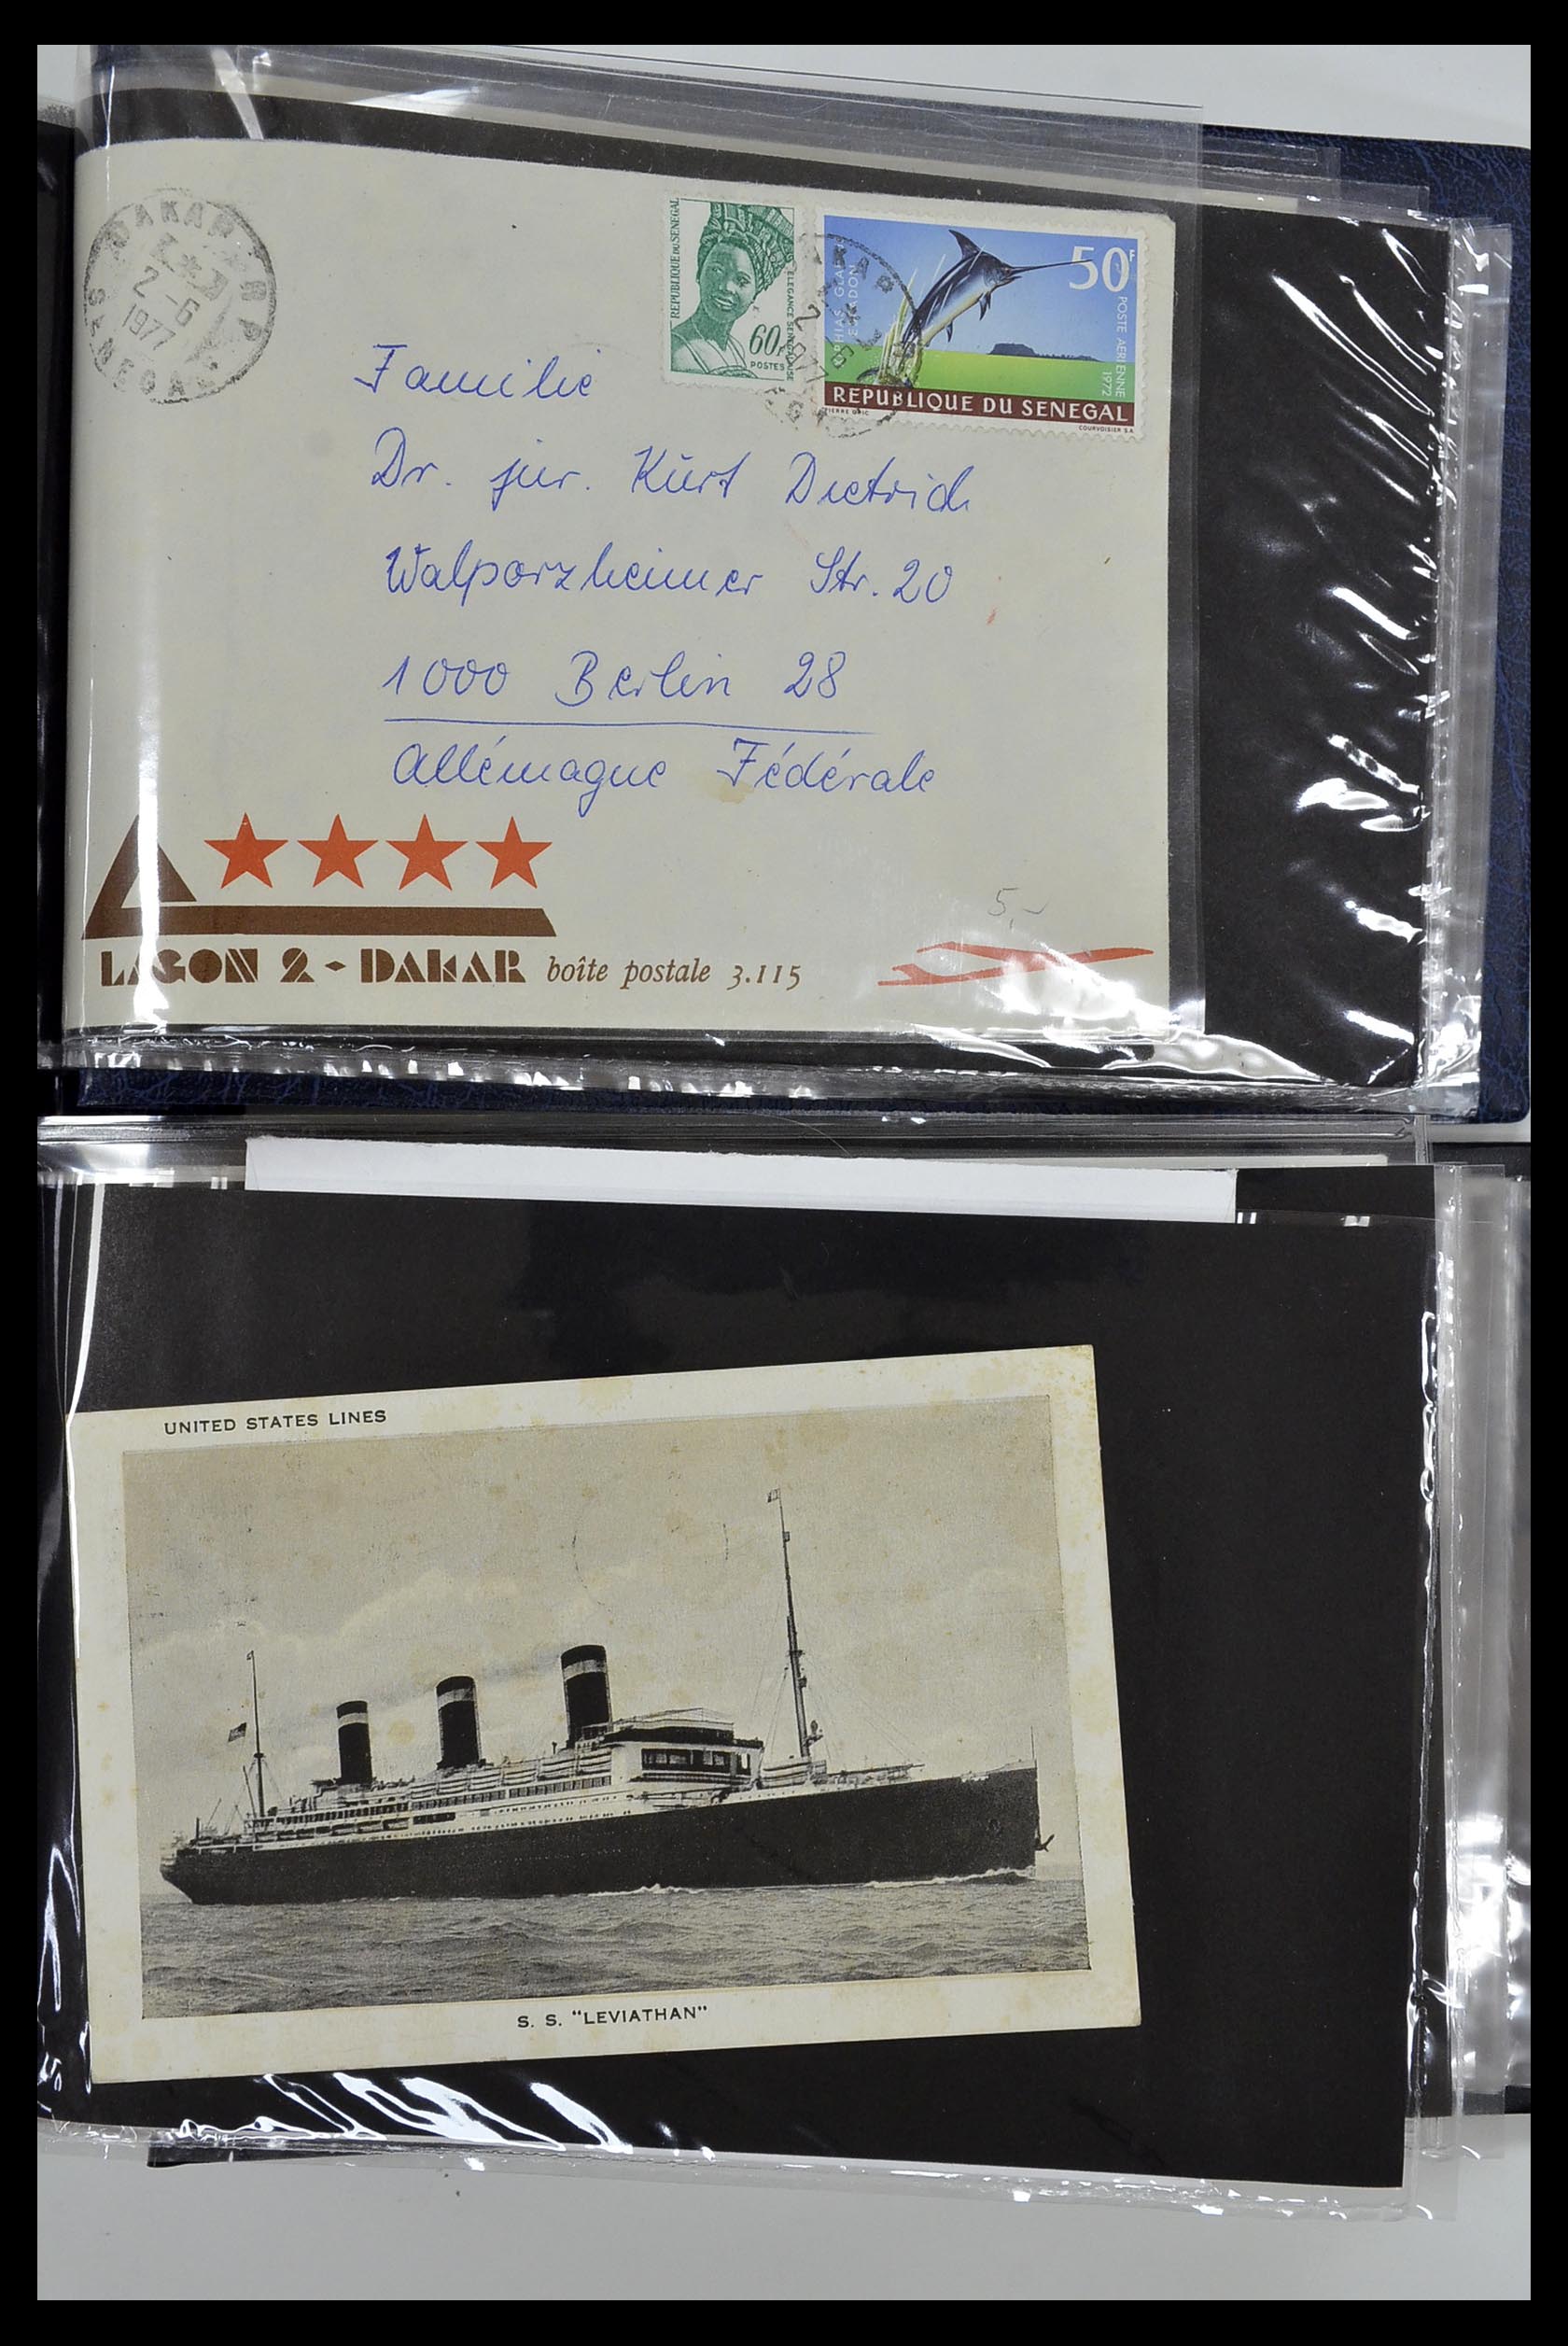 DAKAR R P
2-6
1977
SENEGAL
REPUBLIQUE DU SENEGAL
ELEGANCE SENEGALAISE
60F
POSTES
50F
POSTE AERIENNE
1972
ESPADON
REPUBLIQUE DU SENEGAL
COURVOISIER S.A.
Familie
Dr. jur. Kurt Dietrich
Walporzheimer Str. 20
1000 Berlin 28
Allémague Fédérale
5,-
LAGON 2 - DAKAR boîte postale 3.115
UNITED STATES LINES
S. S. "LEVIATHAN"